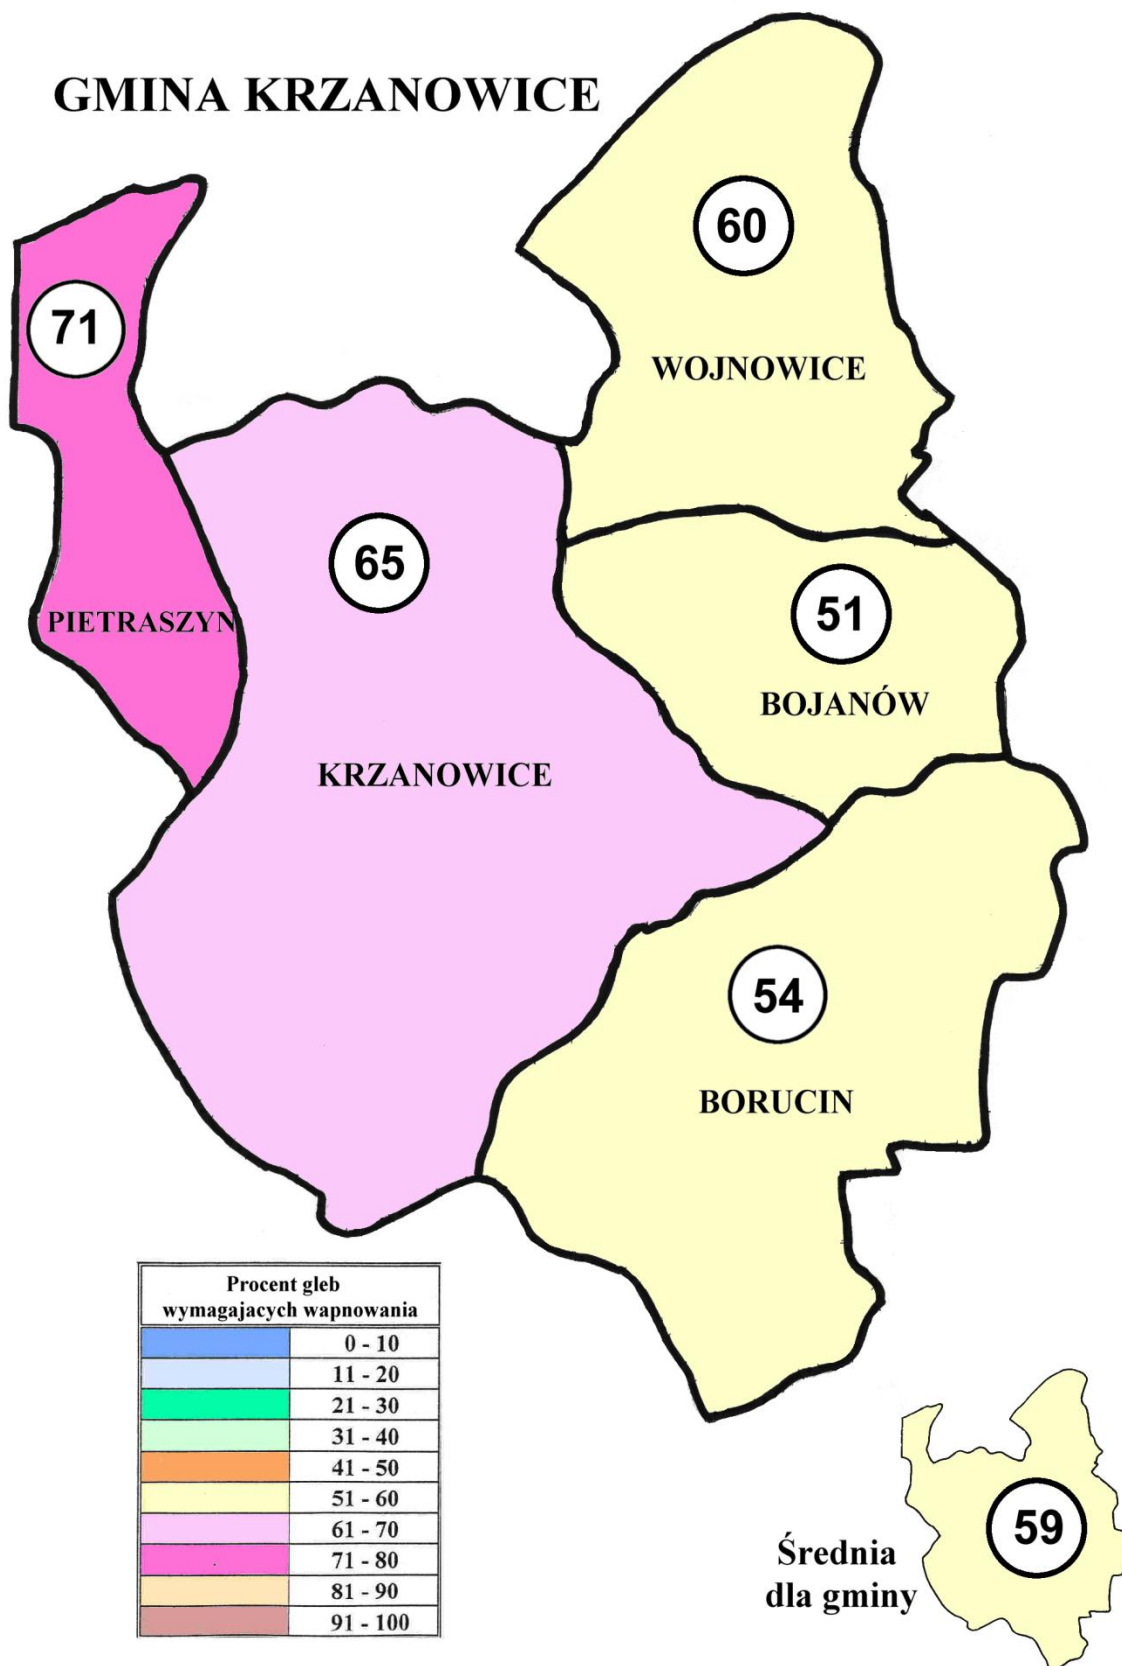 GMINA KRZANOWICE
60
71
WOJNOWICE
65
51
PIETRASZYN
BOJANÓW
KRZANOWICE
54
BORUCIN
Procent gleb
wymagajacych wapnowania
0 - 10
11 - 20
21 - 30
31 - 40
41 - 50
51 - 60
61 - 70
71 - 80
81 - 90
91 - 100
59
Średnia
dla gminy